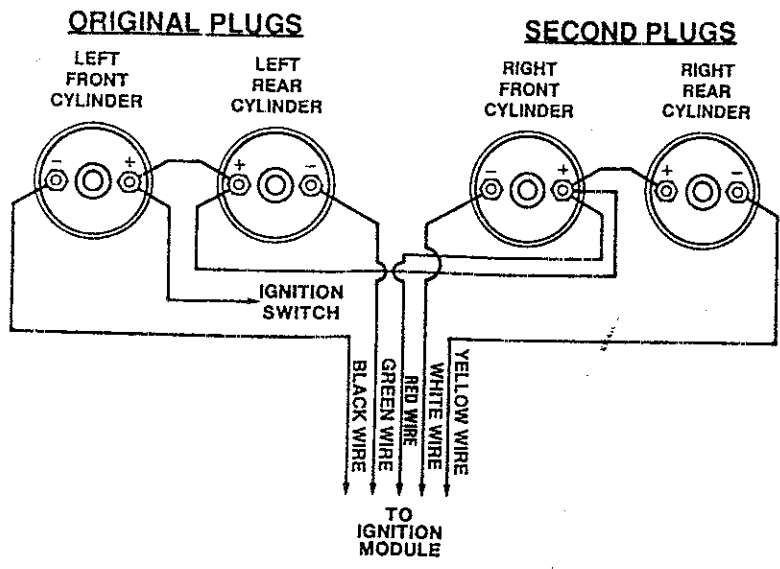 ORIGINAL PLUGS
SECOND PLUGS
LEFT
FRONT
CYLINDER
LEFT
REAR
CYLINDER
RIGHT
FRONT
CYLINDER
RIGHT
REAR
CYLINDER
- +
+ -
- +
+ -
IGNITION
SWITCH
BLACK WIRE
GREEN WIRE
RED WIRE
WHITE WIRE
YELLOW WIRE
TO
IGNITION
MODULE